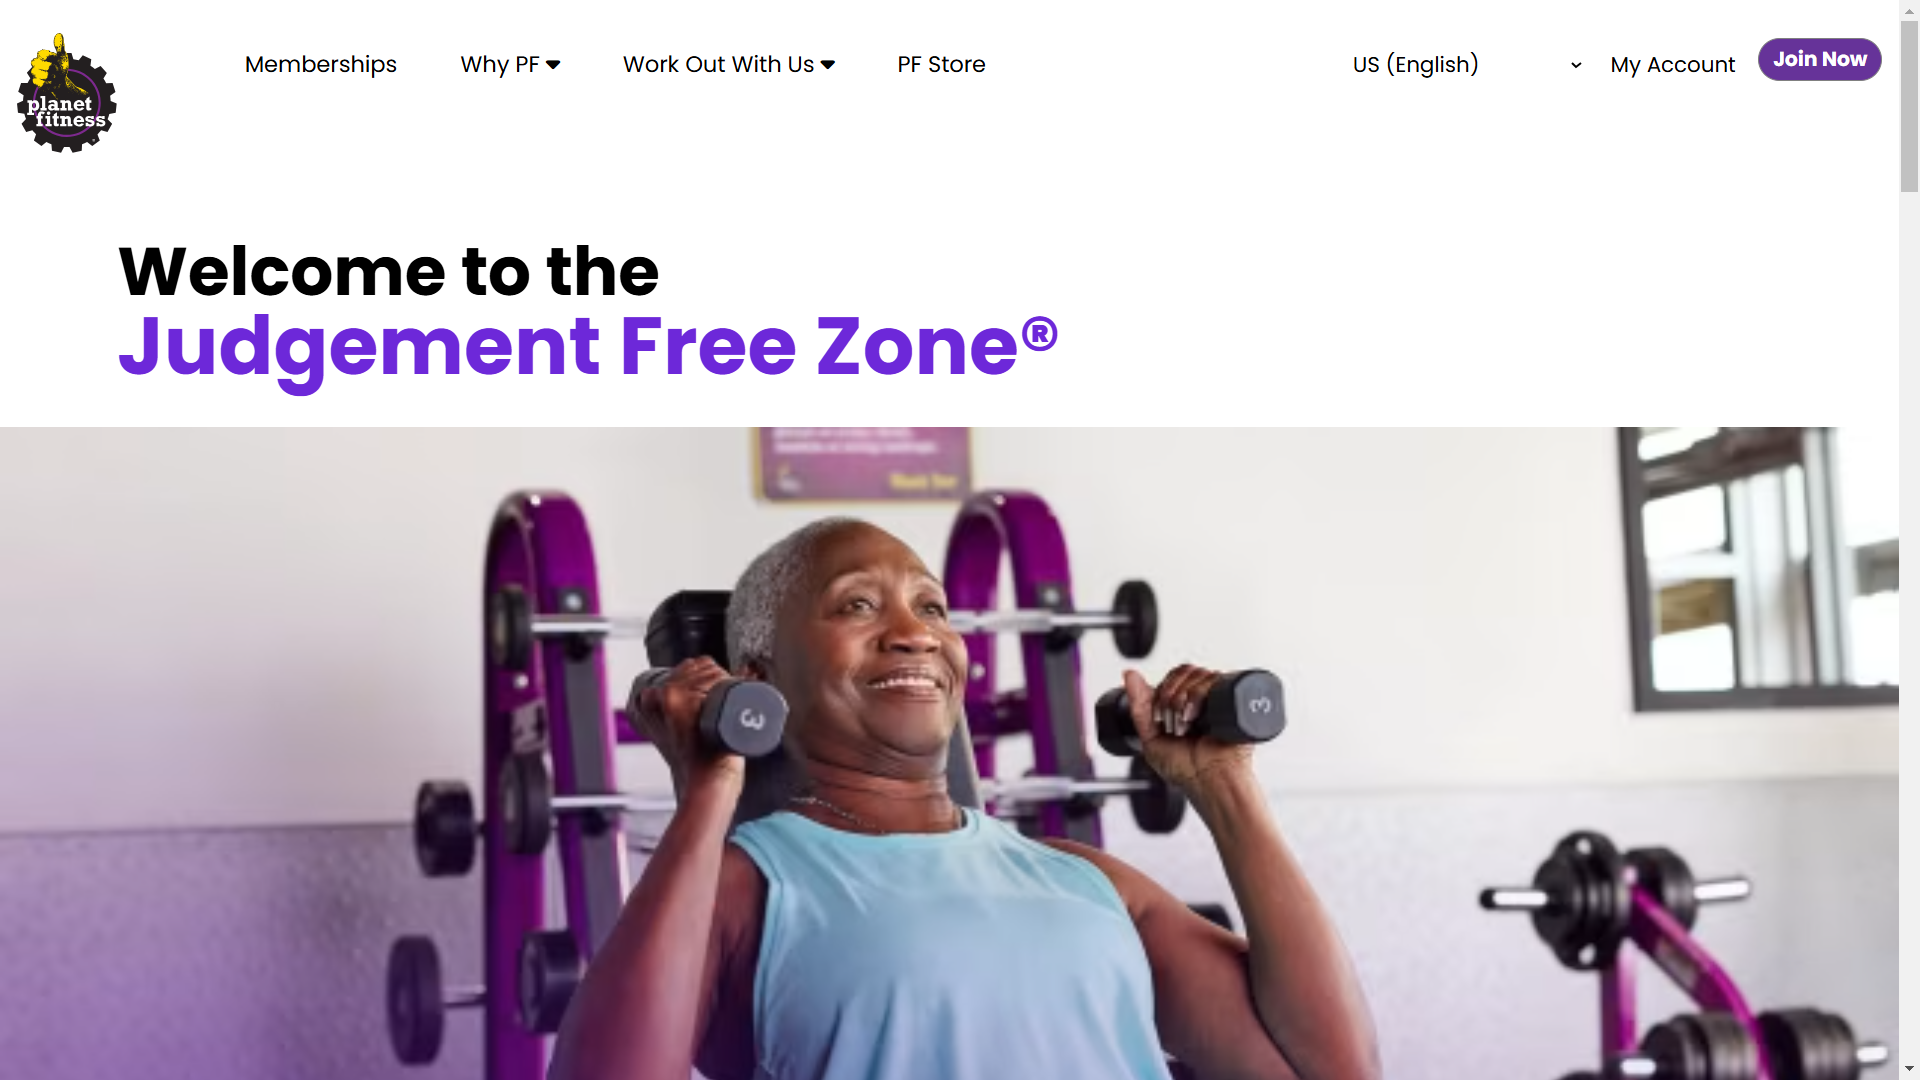 planet
fitness
Memberships
Why PF
Work Out With Us
PF Store
US (English)
My Account
Join Now
Welcome to the
Judgement Free Zone®
3
3